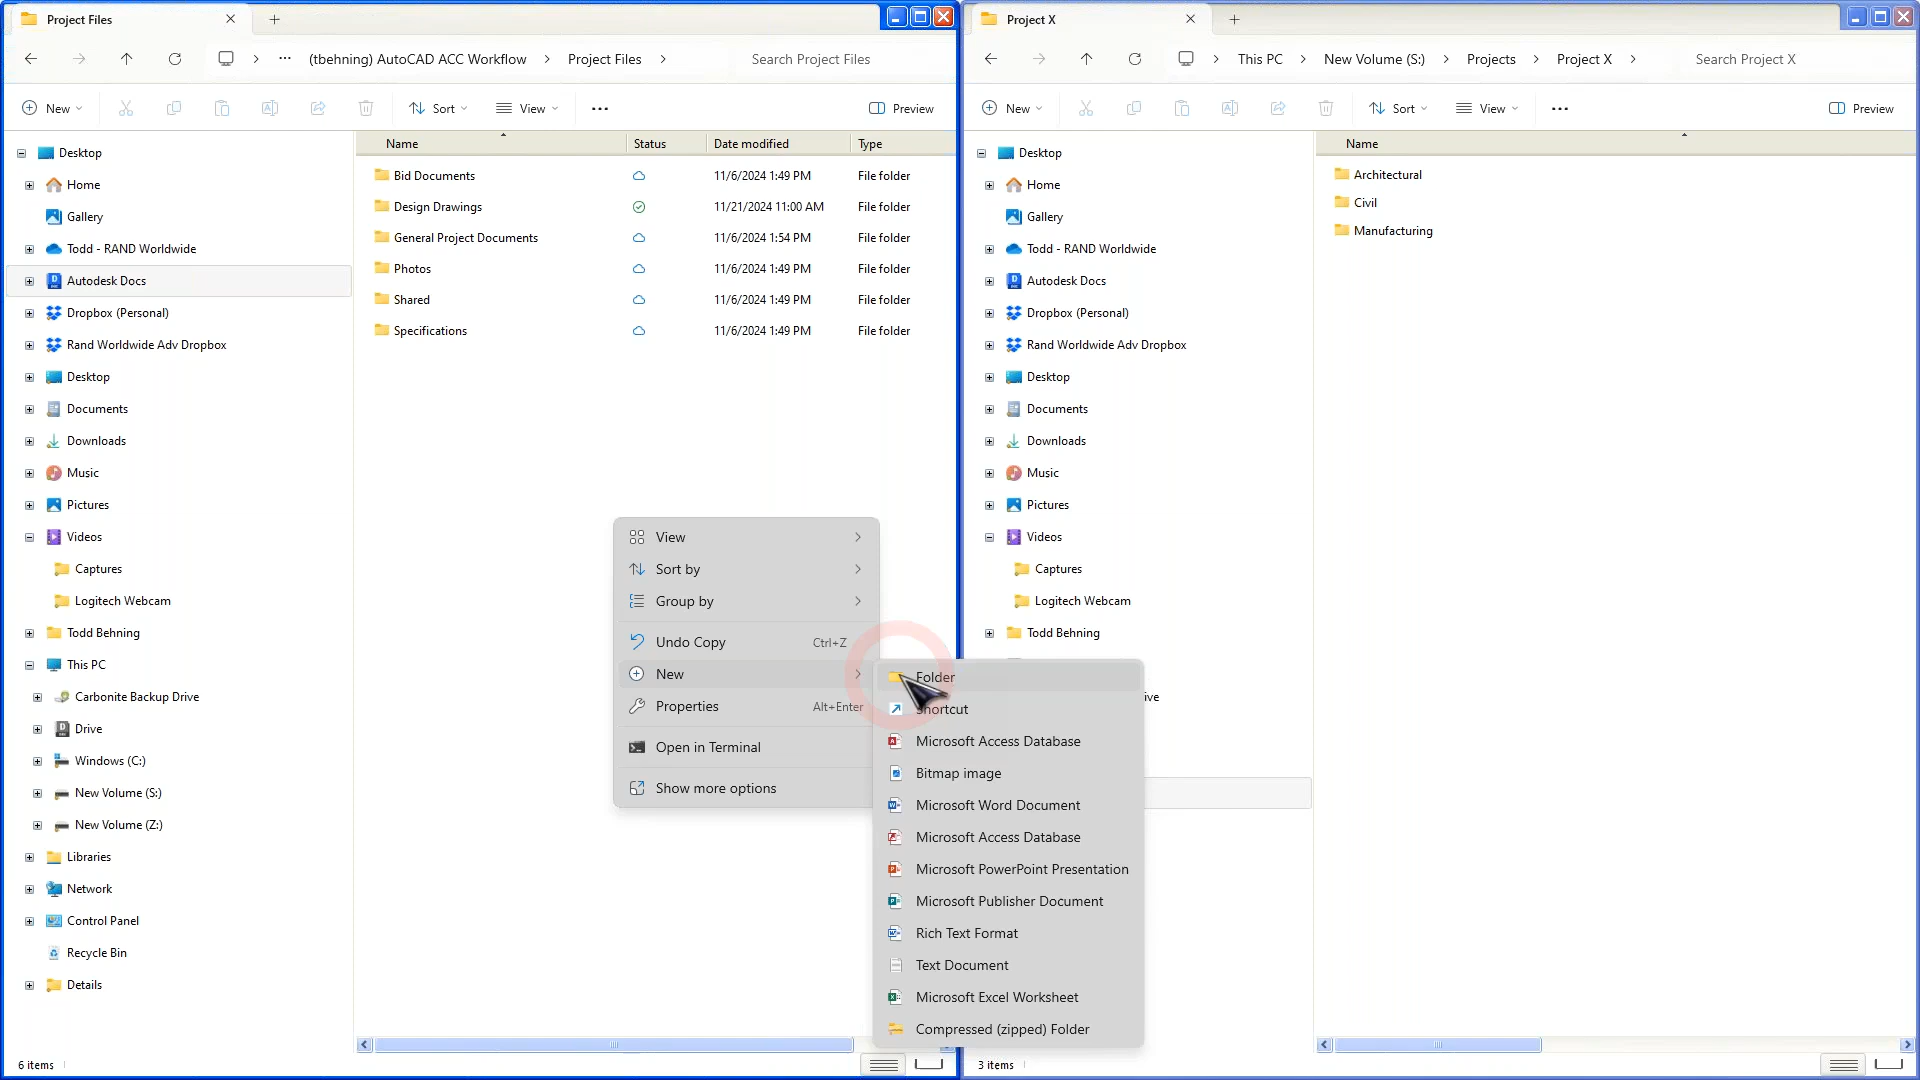 Project Files
(tbehning) AutoCAD ACC Workflow
Project Files
Search Project Files
New
Sort
View
Preview
Desktop
Home
Gallery
Todd - RAND Worldwide
Autodesk Docs
Dropbox (Personal)
Rand Worldwide Adv Dropbox
Desktop
Documents
Downloads
Music
Pictures
Videos
Captures
Logitech Webcam
Todd Behning
This PC
Carbonite Backup Drive
Drive
Windows (C:)
New Volume (S:)
New Volume (Z:)
Libraries
Network
Control Panel
Recycle Bin
Details
6 items
Name Status Date modified Type
Bid Documents 11/6/2024 1:49 PM File folder
Design Drawings 11/21/2024 11:00 AM File folder
General Project Documents 11/6/2024 1:54 PM File folder
Photos 11/6/2024 1:49 PM File folder
Shared 11/6/2024 1:49 PM File folder
Specifications 11/6/2024 1:49 PM File folder
View
Sort by
Group by
Undo Copy Ctrl+Z
New
Properties Alt+Enter
Open in Terminal
Show more options
Folder
Shortcut
Microsoft Access Database
Bitmap image
Microsoft Word Document
Microsoft Access Database
Microsoft PowerPoint Presentation
Microsoft Publisher Document
Rich Text Format
Text Document
Microsoft Excel Worksheet
Compressed (zipped) Folder
Project X
This PC
New Volume (S:)
Projects
Project X
Search Project X
New
Sort
View
Preview
Desktop
Home
Gallery
Todd - RAND Worldwide
Autodesk Docs
Dropbox (Personal)
Rand Worldwide Adv Dropbox
Desktop
Documents
Downloads
Music
Pictures
Videos
Captures
Logitech Webcam
Todd Behning
ive
3 items
Name
Architectural
Civil
Manufacturing